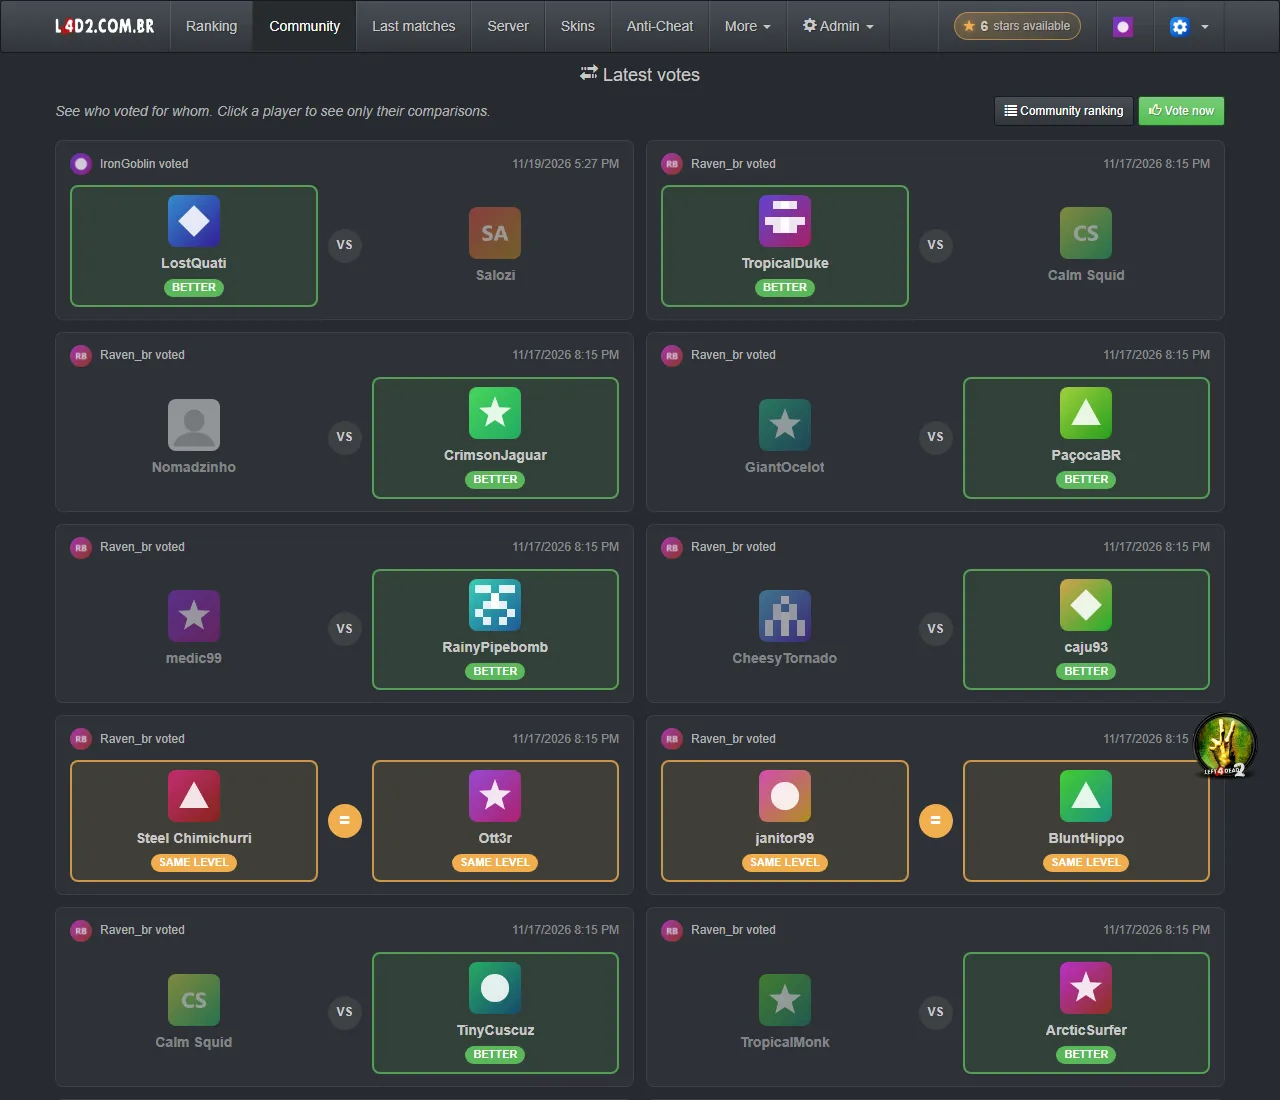 L4D2.COM.BR Ranking Community Last matches Server Skins Anti-Cheat More Admin 6 stars available
Latest votes
See who voted for whom. Click a player to see only their comparisons.
Community ranking Vote now
IronGoblin voted 11/19/2026 5:27 PM
LostQuati
BETTER
VS
SA
Salozi
RB Raven_br voted 11/17/2026 8:15 PM
TropicalDuke
BETTER
VS
CS
Calm Squid
RB Raven_br voted 11/17/2026 8:15 PM
Nomadzinho
VS
CrimsonJaguar
BETTER
RB Raven_br voted 11/17/2026 8:15 PM
GiantOcelot
VS
PaçocaBR
BETTER
RB Raven_br voted 11/17/2026 8:15 PM
medic99
VS
RainyPipebomb
BETTER
RB Raven_br voted 11/17/2026 8:15 PM
CheesyTornado
VS
caju93
BETTER
RB Raven_br voted 11/17/2026 8:15 PM
Steel Chimichurri
SAME LEVEL
=
Ott3r
SAME LEVEL
RB Raven_br voted 11/17/2026 8:15
janitor99
SAME LEVEL
=
BluntHippo
SAME LEVEL
LEFT 4 DEAD 2
RB Raven_br voted 11/17/2026 8:15 PM
CS
Calm Squid
VS
TinyCuscuz
BETTER
RB Raven_br voted 11/17/2026 8:15 PM
TropicalMonk
VS
ArcticSurfer
BETTER